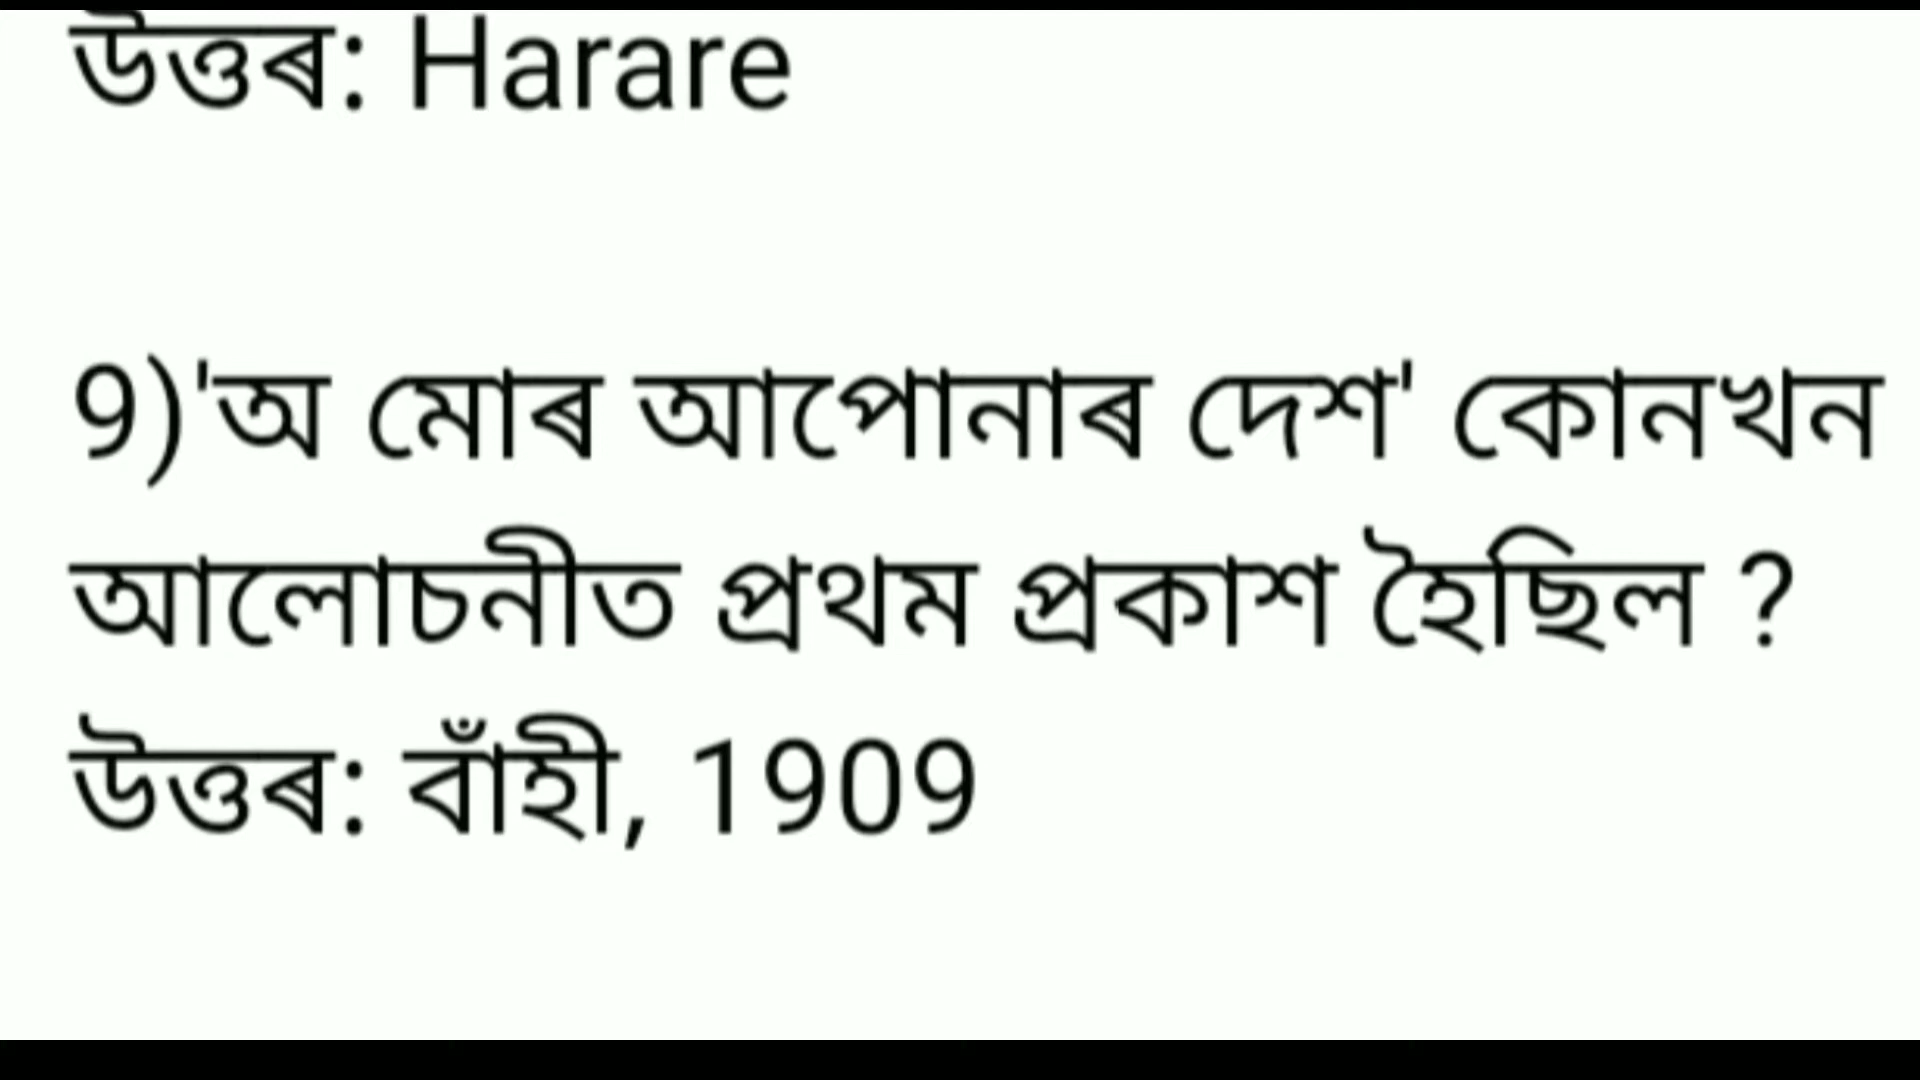 উত্তৰ: Harare
9)'অ মোৰ আপোনাৰ দেশ' কোনখন
আলোচনীত প্ৰথম প্ৰকাশ হৈছিল ?
উত্তৰ: বাঁহী, 1909